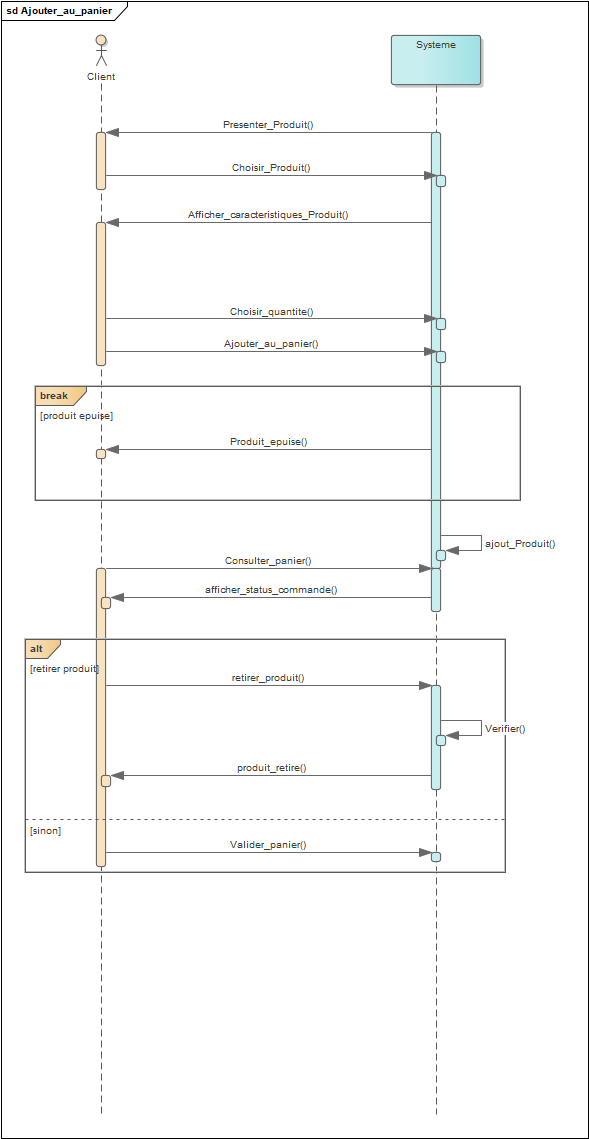 sd Ajouter_au_panier
Client
Systeme
Presenter_Produit()
Choisir_Produit()
Afficher_caracteristiques_Produit()
Choisir_quantite()
Ajouter_au_panier()
break
[produit epuise]
Produit_epuise()
ajout_Produit()
Consulter_panier()
afficher_status_commande()
alt
[retirer produit]
retirer_produit()
Verifier()
produit_retire()
[sinon]
Valider_panier()